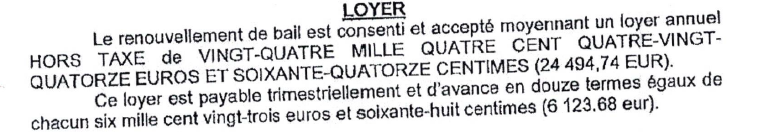 LOYER
Le renouvellement de bail est consenti et accepté moyennant un loyer annuel
HORS TAXE de VINGT-QUATRE MILLE QUATRE CENT QUATRE-VINGT-
QUATORZE EUROS ET SOIXANTE-QUATORZE CENTIMES (24 494,74 EUR).
Ce loyer est payable trimestriellement et d'avance en douze termes égaux de
chacun six mille cent vingt-trois euros et soixante-huit centimes (6 123.68 eur).